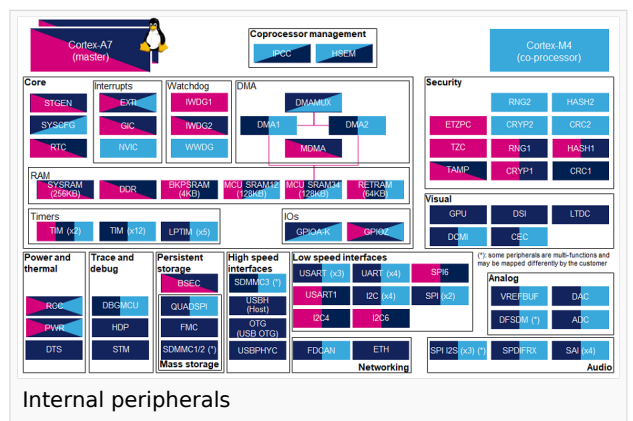 Cortex-A7
(master)
Coprocessor management
IPCC
HSEM
Cortex-M4
(co-processor)
Core
STGEN
SYSCFG
RTC
Interrupts
EXTI
GIC
NVIC
Watchdog
IWDG1
IWDG2
WWDG
DMA
DMAMUX
DMA1
DMA2
MDMA
Security
RNG2
HASH2
ETZPC
CRYP2
CRC2
TZC
RNG1
HASH1
TAMP
CRYP1
CRC1
RAM
SYSRAM
(256KB)
DDR
BKPSRAM
(4KB)
MCU SRAM12
(128KB)
MCU SRAM34
(128KB)
RETRAM
(64KB)
Timers
TIM (x2)
TIM (x12)
LPTIM (x5)
IOs
GPIOA-K
GPIOZ
Visual
GPU
DSI
LTDC
DCMI
CEC
(*): some peripherals are multi-functions and
may be mapped differently by the customer
Power and
thermal
RCC
PWR
DTS
Trace and
debug
DBGMCU
HDP
STM
Persistent
storage
BSEC
QUADSPI
FMC
SDMMC1/2 (*)
Mass storage
High speed
interfaces
SDMMC3 (*)
USBH
(Host)
OTG
(USB OTG)
USBPHYC
Low speed interfaces
USART (x3)
UART (x4)
SPI6
USART1
I2C (x4)
SPI (x2)
I2C4
I2C6
Analog
VREFBUF
DAC
DFSDM (*)
ADC
FDCAN
ETH
Networking
SPI I2S (x3) (*)
SPDIFRX
SAI (x4)
Audio
Internal peripherals